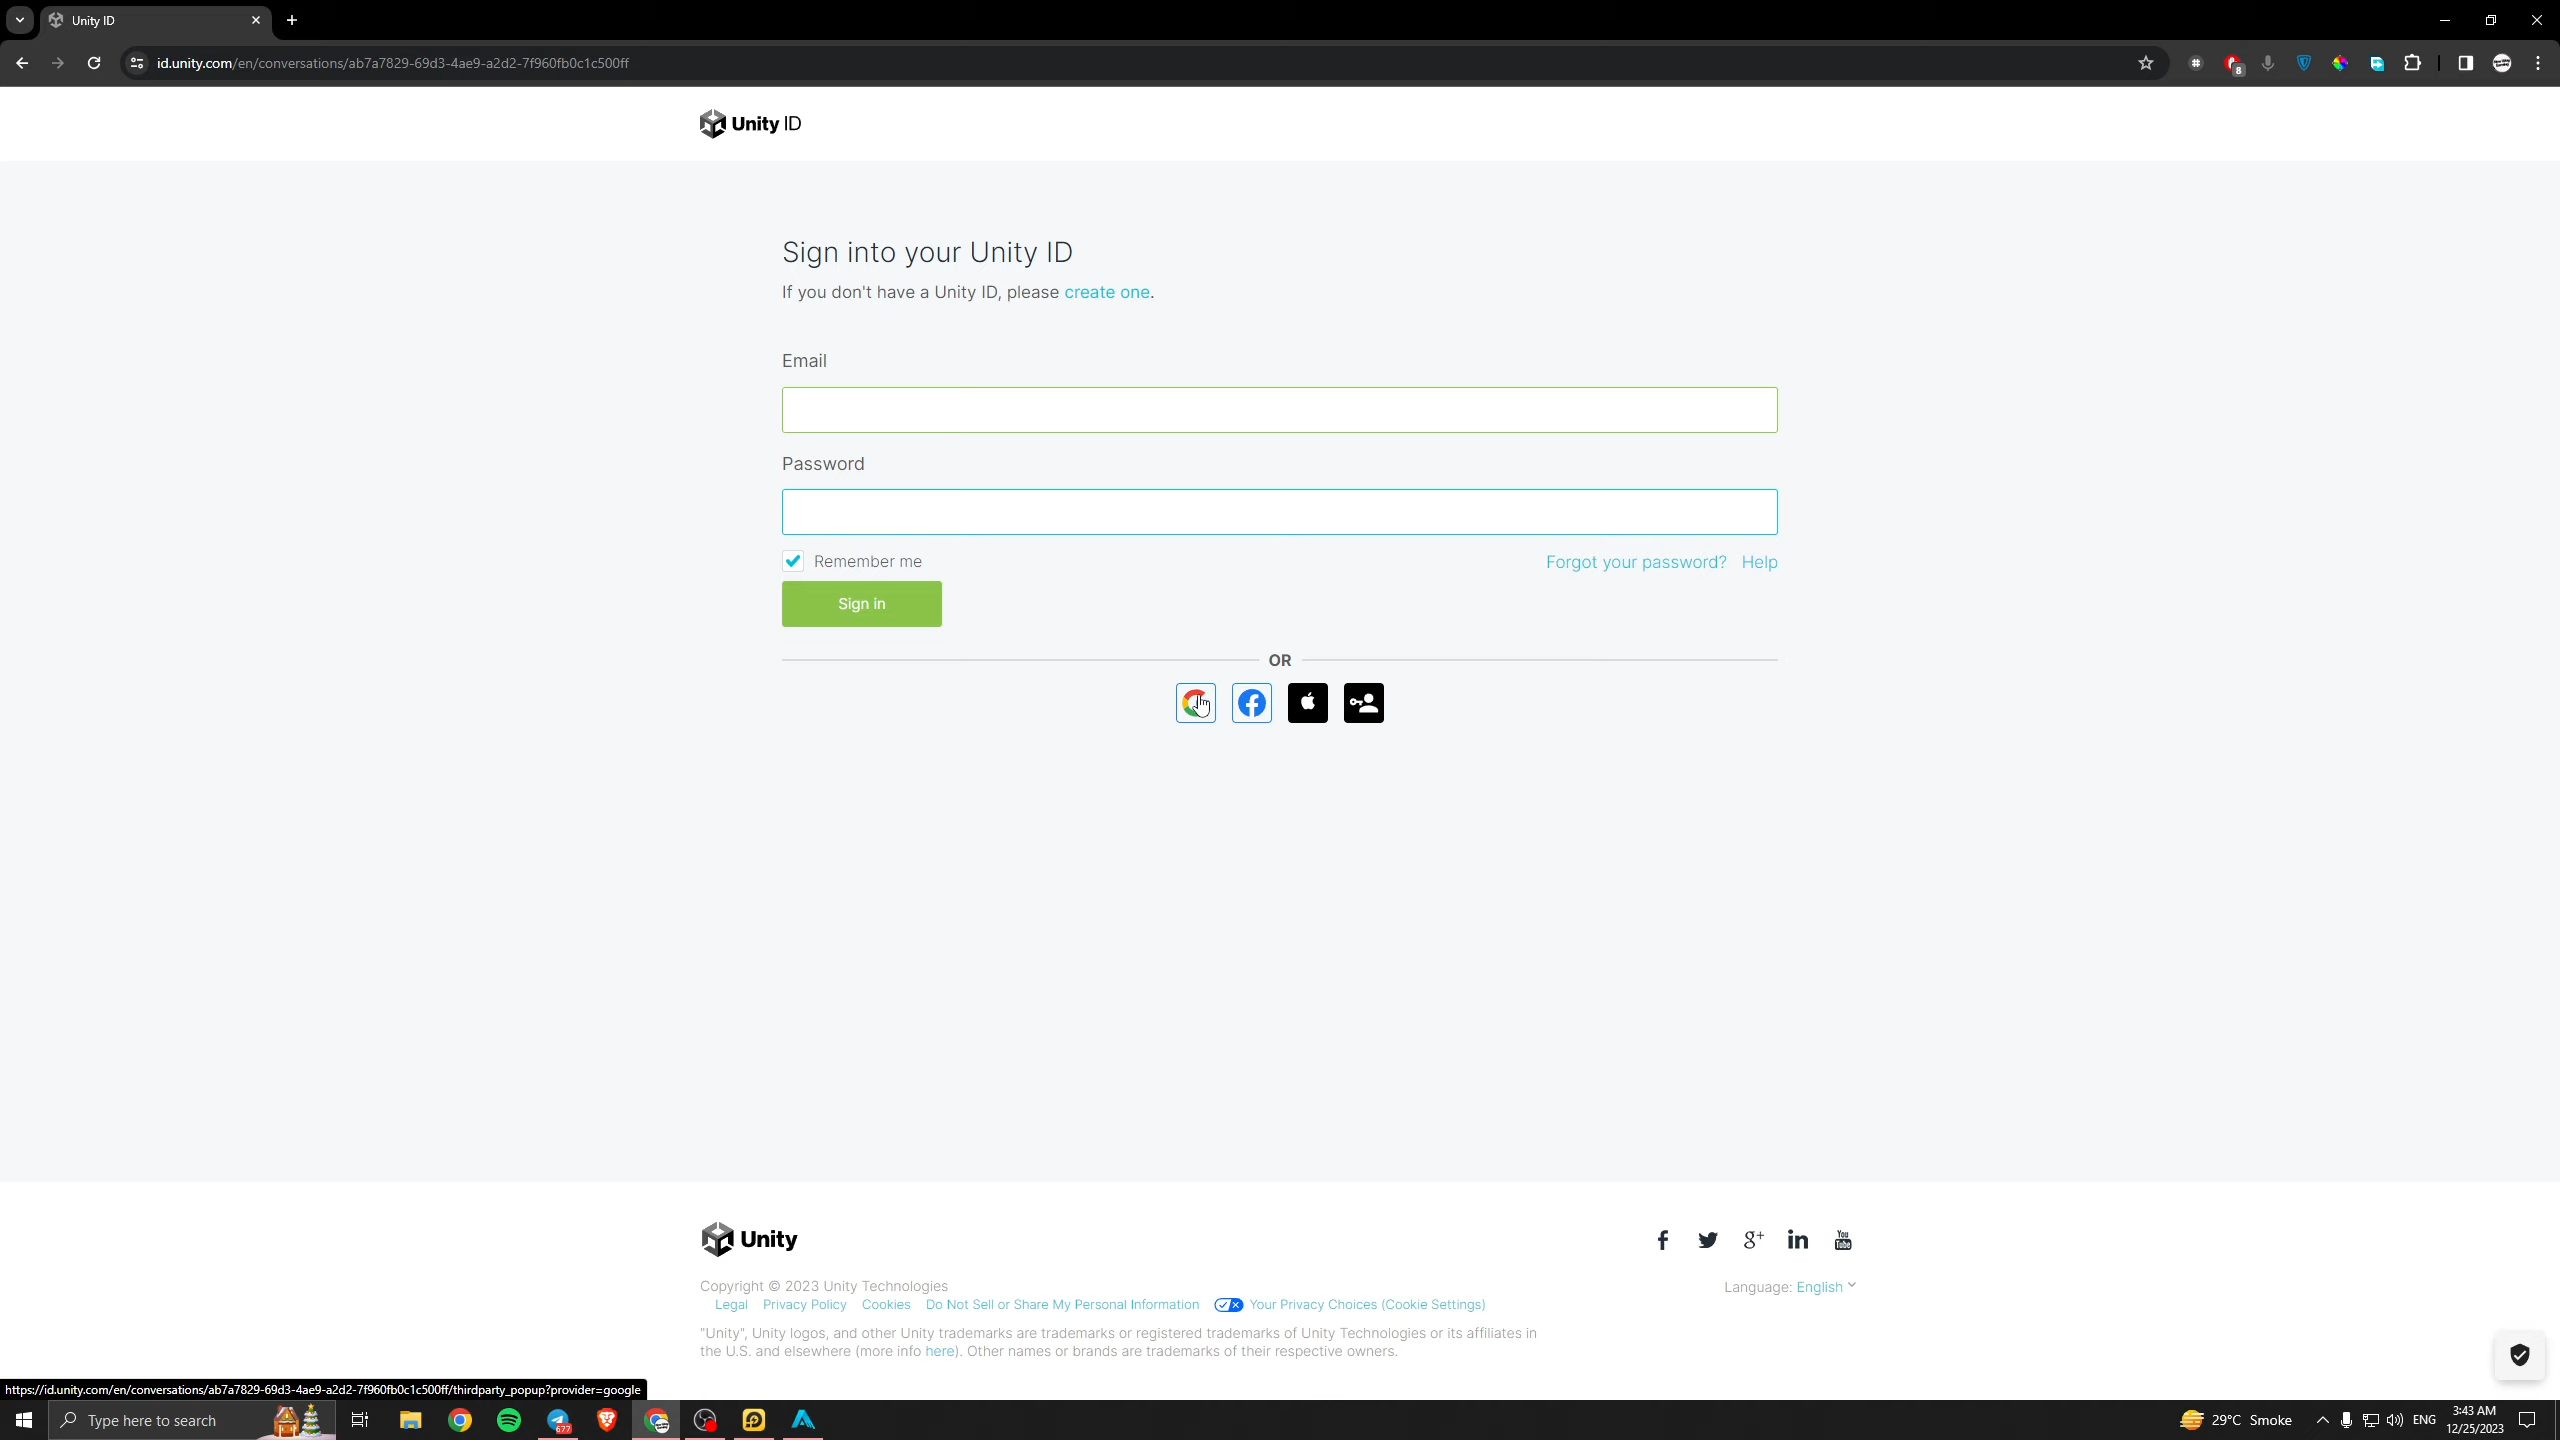 Unity ID
id.unity.com/en/conversations/ab7a7829-69d3-4ae9-a2d2-7f960fb0c1c500ff
8
Unity ID
Sign into your Unity ID
If you don't have a Unity ID, please create one.
Email
Password
Remember me
Forgot your password? Help
Sign in
OR
Unity
g+ in You Tube
Copyright © 2023 Unity Technologies
Language: English
Legal Privacy Policy Cookies Do Not Sell or Share My Personal Information Your Privacy Choices (Cookie Settings)
"Unity", Unity logos, and other Unity trademarks are trademarks or registered trademarks of Unity Technologies or its affiliates in
the U.S. and elsewhere (more info here). Other names or brands are trademarks of their respective owners.
https://id.unity.com/en/conversations/ab7a7829-69d3-4ae9-a2d2-7f960fb0c1c500ff/thirdparty_popup?provider=google
Type here to search
677
29°C Smoke
ENG
3:43 AM
12/25/2023